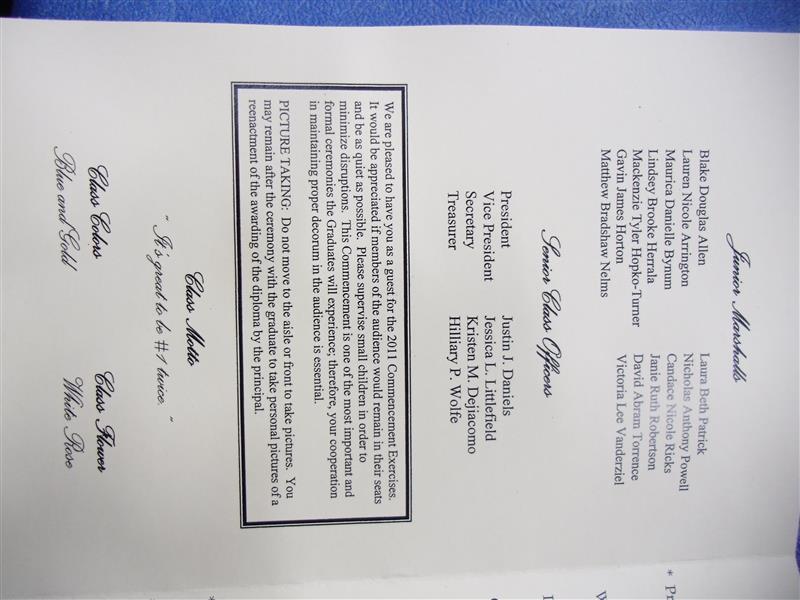 Junior Marshalls
Blake Douglas Allen
Lauren Nicole Arrington
Maurica Danielle Bynum
Lindsey Brooke Herrala
Mackenzie Tyler Hopko-Turner
Gavin James Horton
Matthew Bradshaw Nelms
Laura Beth Patrick
Nicholas Anthony Powell
Candace Nicole Ricks
Janie Ruth Robertson
David Abram Torrence
Victoria Lee Vanderziel
Senior Class Officers
President Justin J. Daniels
Vice President Jessica L. Littlefield
Secretary Kristen M. Dejiacomo
Treasurer Hilliary P. Wolfe
We are pleased to have you as a guest for the 2011 Commencement Exercises.
It would be appreciated if members of the audience would remain in their seats
and be as quiet as possible. Please supervise small children in order to
minimize disruptions. This Commencement is one of the most important and
formal ceremonies the Graduates will experience; therefore, your cooperation
in maintaining proper decorum in the audience is essential.
PICTURE TAKING: Do not move to the aisle or front to take pictures. You
may remain after the ceremony with the graduate to take personal pictures of a
reenactment of the awarding of the diploma by the principal.
Class Motto
" It's great to be #1 twice. "
Class Colors
Blue and Gold
Class Flower
White Rose
* Pr